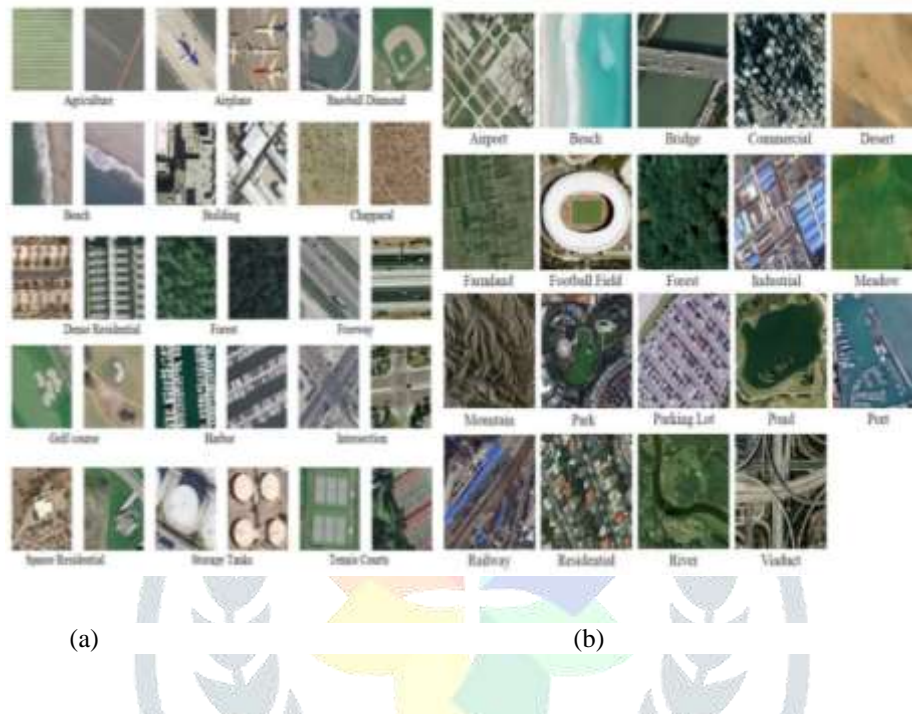 Agriculture Airplane Baseball Diamond
Beach Building Chapparal
Dense Residential Forest Freeway
Golf course Harbor Intersection
Sparse Residential Storage Tanks Tennis Courts
Airport Beach Bridge Commercial Desert
Farmland Football Field Forest Industrial Meadow
Mountain Park Parking Lot Pond Port
Railway Residential River Viaduct
(a) (b)